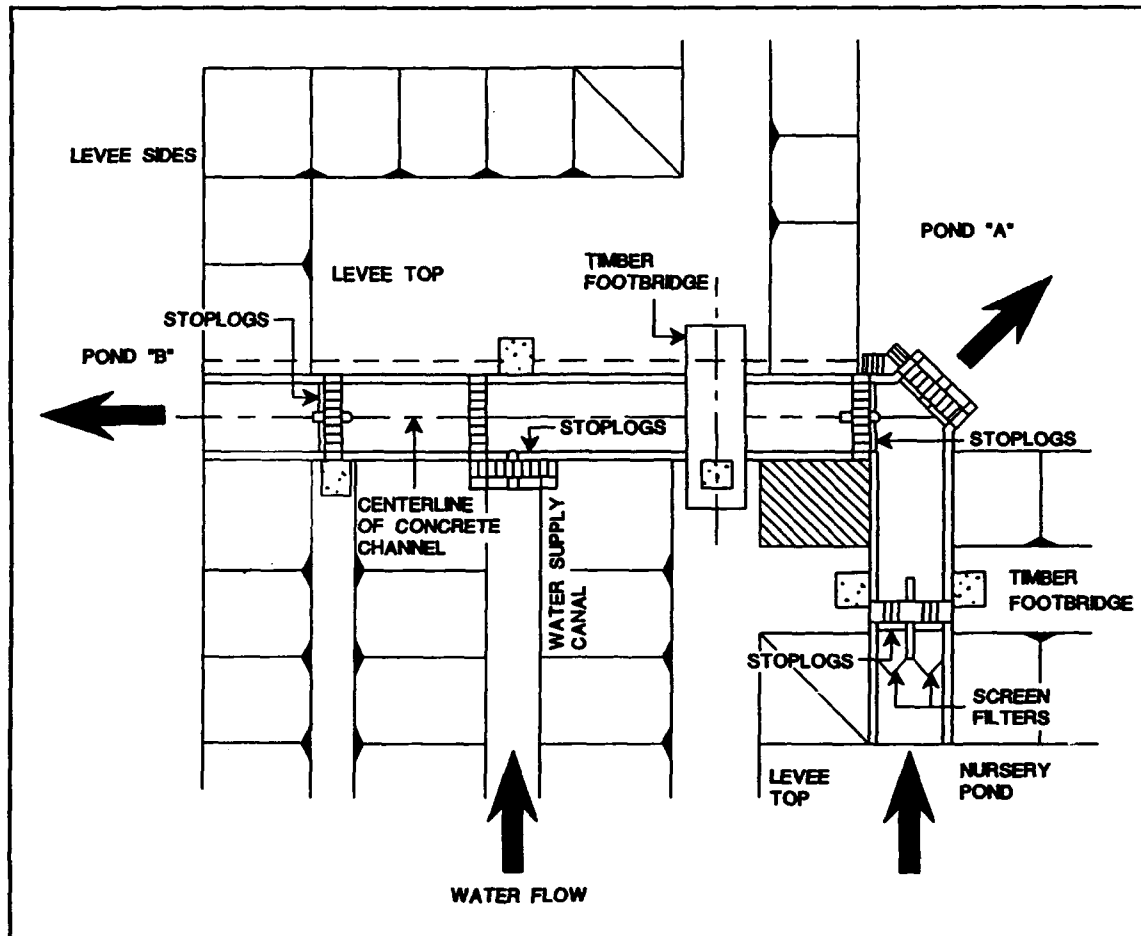 LEVEE SIDES
POND "A"
LEVEE TOP
TIMBER
FOOTBRIDGE
STOPLOGS
POND "B"
STOPLOGS
STOPLOGS
CENTERLINE
OF CONCRETE
CHANNEL
WATER SUPPLY
CANAL
TIMBER
FOOTBRIDGE
STOPLOGS
SCREEN
FILTERS
LEVEE
TOP
NURSERY
POND
WATER FLOW